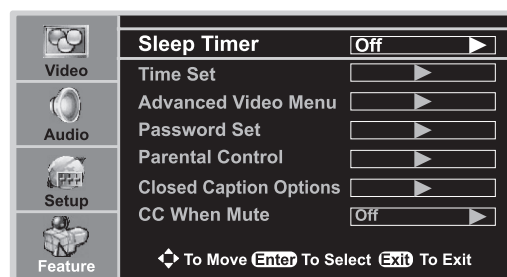 Video
Audio
Setup
Feature
Sleep Timer Off
Time Set
Advanced Video Menu
Password Set
Parental Control
Closed Caption Options
CC When Mute Off
To Move Enter To Select Exit To Exit